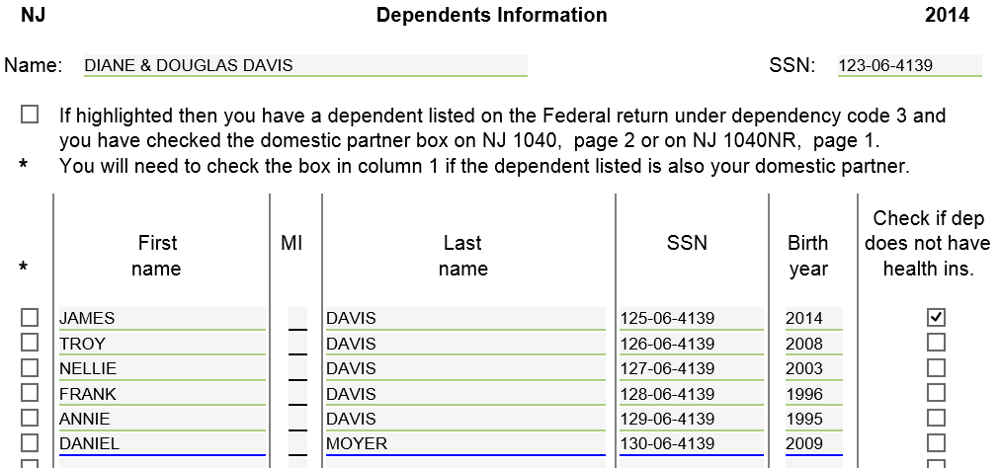 NJ Dependents Information 2014
Name: DIANE & DOUGLAS DAVIS SSN: 123-06-4139
If highlighted then you have a dependent listed on the Federal return under dependency code 3 and
you have checked the domestic partner box on NJ 1040, page 2 or on NJ 1040NR, page 1.
* You will need to check the box in column 1 if the dependent listed is also your domestic partner.
* First name MI Last name SSN Birth year Check if dep does not have health ins.
JAMES DAVIS 125-06-4139 2014
TROY DAVIS 126-06-4139 2008
NELLIE DAVIS 127-06-4139 2003
FRANK DAVIS 128-06-4139 1996
ANNIE DAVIS 129-06-4139 1995
DANIEL MOYER 130-06-4139 2009